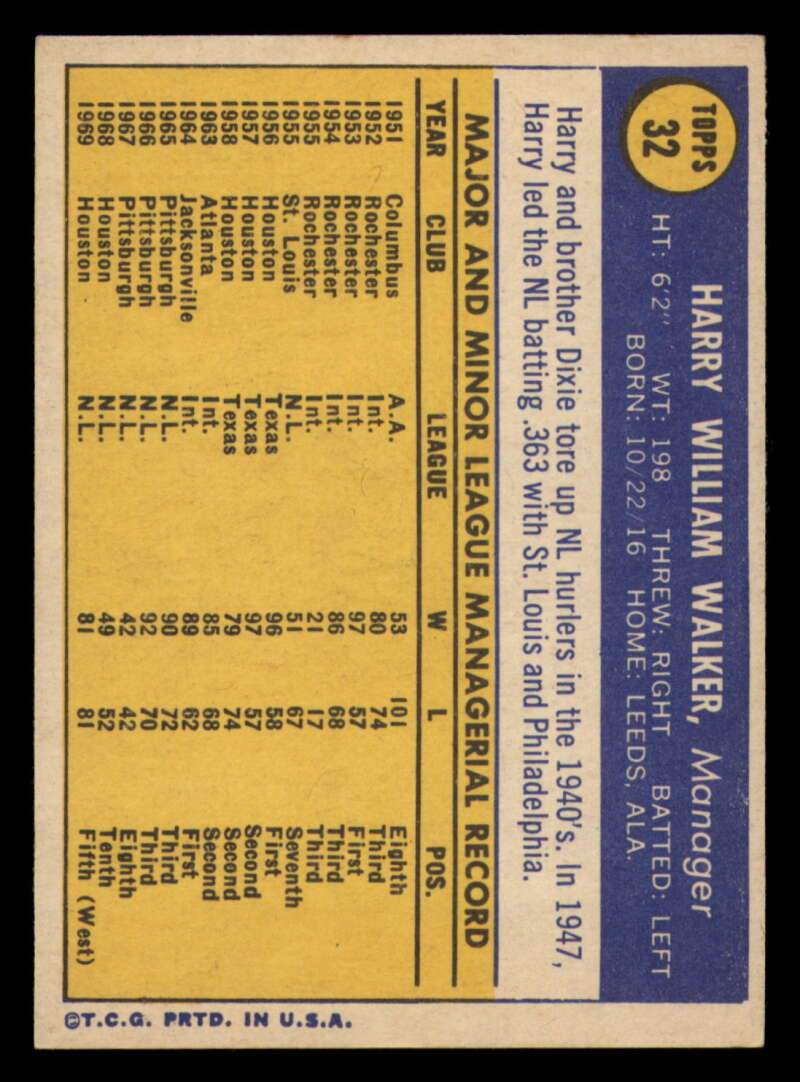 TOPPS
32
HARRY WILLIAM WALKER, Manager
HT: 6'2" WT: 198 THREW: RIGHT BATTED: LEFT
BORN: 10/22/16 HOME: LEEDS, ALA.
Harry and brother Dixie tore up NL hurlers in the 1940's. In 1947,
Harry led the NL batting .363 with St. Louis and Philadelphia.
MAJOR AND MINOR LEAGUE MANAGERIAL RECORD
YEAR CLUB LEAGUE W L POS.
1951 Columbus A.A. 53 101 Eighth
1952 Rochester Int. 80 74 Third
1953 Rochester Int. 97 57 First
1954 Rochester Int. 86 68 Third
1955 Rochester Int. 21 17 Third
1955 St. Louis N.L. 51 67 Seventh
1956 Houston Texas 96 58 First
1957 Houston Texas 97 57 Second
1958 Houston Texas 79 74 Second
1963 Atlanta Int. 85 68 Second
1964 Jacksonville Int. 89 62 First
1965 Pittsburgh N.L. 90 72 Third
1966 Pittsburgh N.L. 92 70 Third
1967 Pittsburgh N.L. 42 42 Eighth
1968 Houston N.L. 49 52 Tenth
1969 Houston N.L. 81 81 Fifth (West)
©T.C.G. PRTD. IN U.S.A.